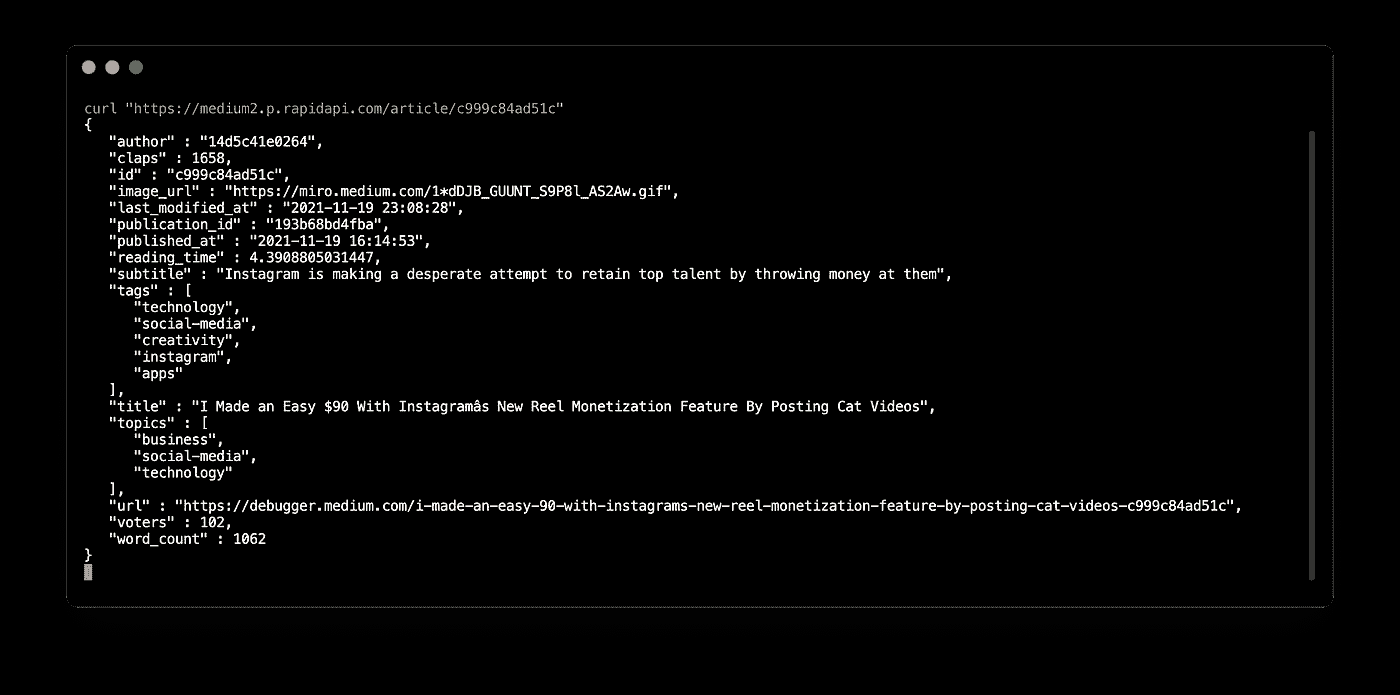 curl "https://medium2.p.rapidapi.com/article/c999c84ad51c"
{
"author" : "14d5c41e0264",
"claps" : 1658,
"id" : "c999c84ad51c",
"image_url" : "https://miro.medium.com/1*dDJB_GUUNT_S9P8l_AS2Aw.gif",
"last_modified_at" : "2021-11-19 23:08:28",
"publication_id" : "193b68bd4fba",
"published_at" : "2021-11-19 16:14:53",
"reading_time" : 4.3908805031447,
"subtitle" : "Instagram is making a desperate attempt to retain top talent by throwing money at them",
"tags" : [
"technology",
"social-media",
"creativity",
"instagram",
"apps"
],
"title" : "I Made an Easy $90 With Instagramâs New Reel Monetization Feature By Posting Cat Videos",
"topics" : [
"business",
"social-media",
"technology"
],
"url" : "https://debugger.medium.com/i-made-an-easy-90-with-instagrams-new-reel-monetization-feature-by-posting-cat-videos-c999c84ad51c",
"voters" : 102,
"word_count" : 1062
}